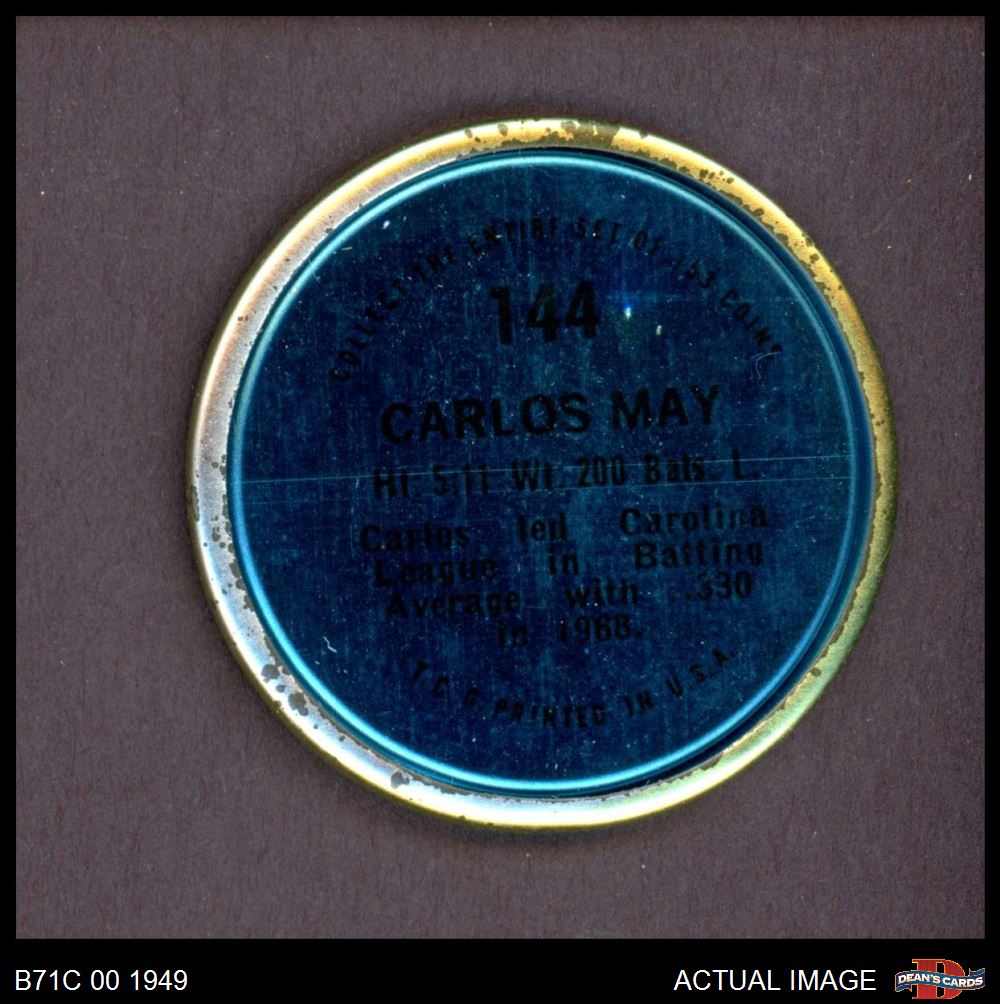 COLLECT THE ENTIRE SET OF 153 COINS
144
CARLOS MAY
Ht. 5:11 Wt. 200 Bats. L.
Carlos led Carolina
League in Batting
Average with .330
in 1968.
T.C.G. PRINTED IN U.S.A.
B71C 00 1949
ACTUAL IMAGE
DEAN'S CARDS